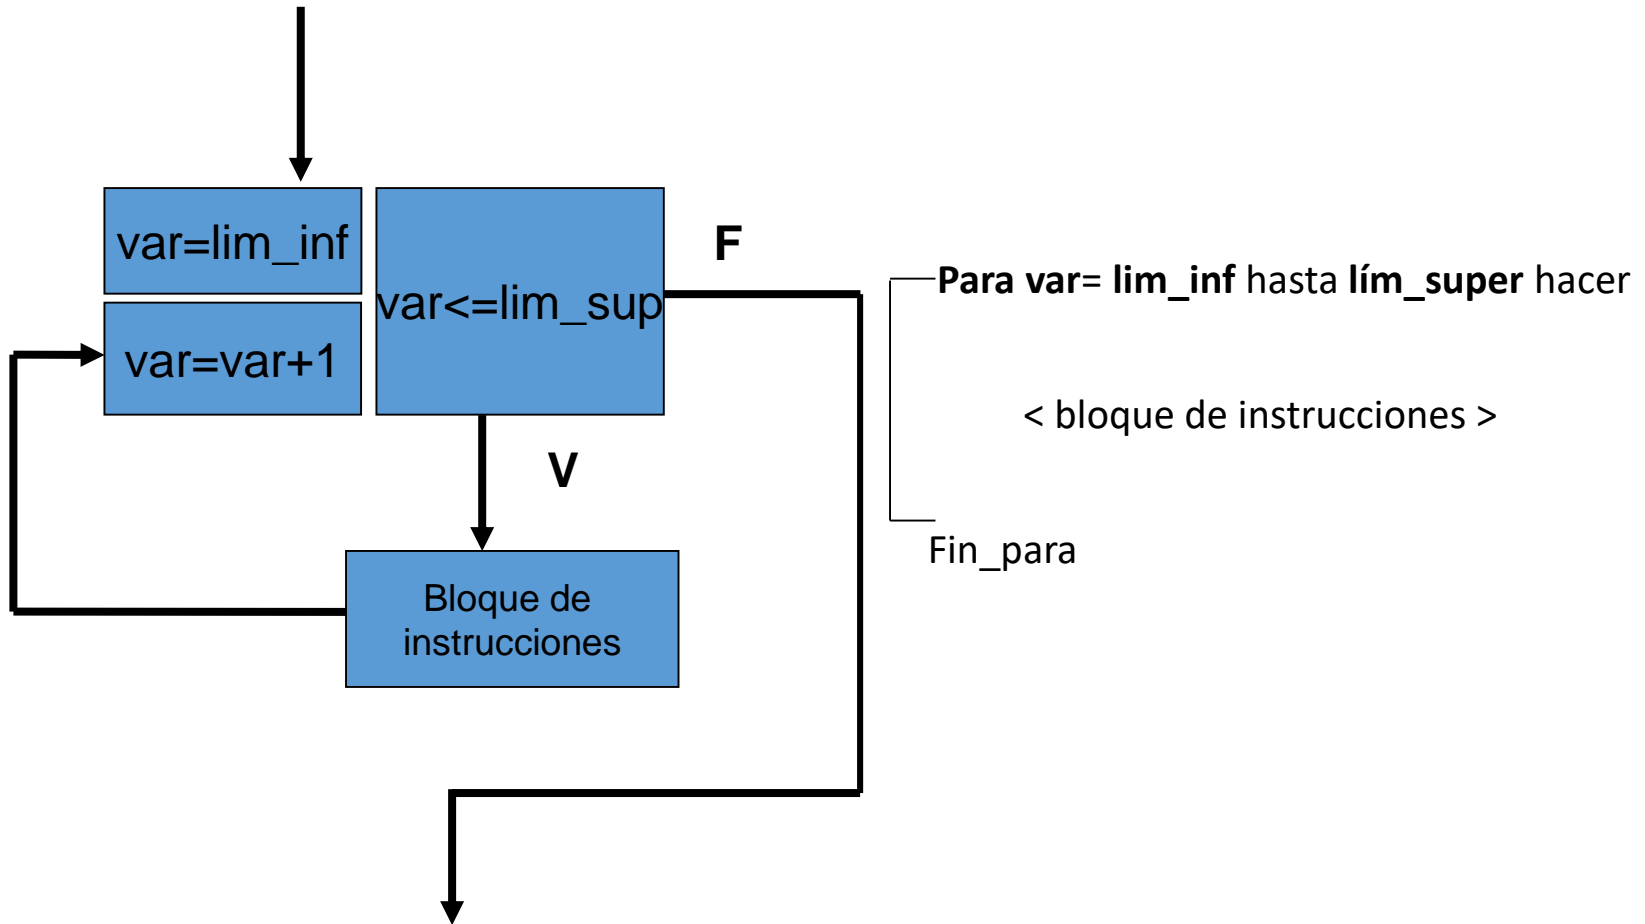 var=lim_inf
var=var+1
var<=lim_sup
F
V
Bloque de
instrucciones
Para var= lim_inf hasta lím_super hacer
< bloque de instrucciones >
Fin_para